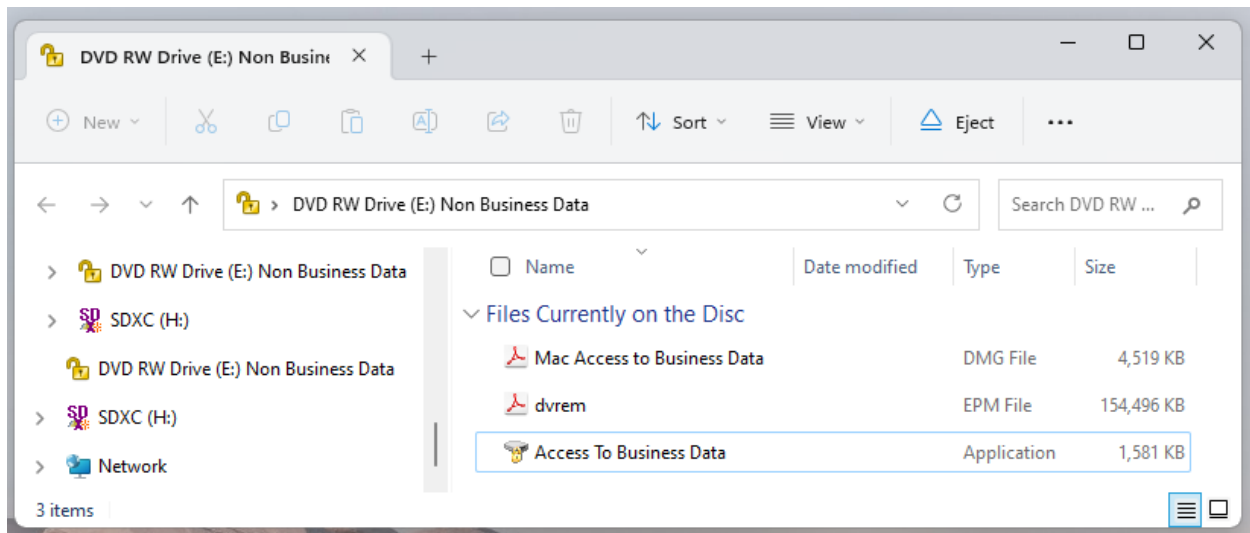 DVD RW Drive (E:) Non Busine
New Sort View Eject
DVD RW Drive (E:) Non Business Data Search DVD RW ...
DVD RW Drive (E:) Non Business Data
SDXC (H:)
DVD RW Drive (E:) Non Business Data
SDXC (H:)
Network
Name Date modified Type Size
Files Currently on the Disc
Mac Access to Business Data DMG File 4,519 KB
dvrem EPM File 154,496 KB
Access To Business Data Application 1,581 KB
3 items